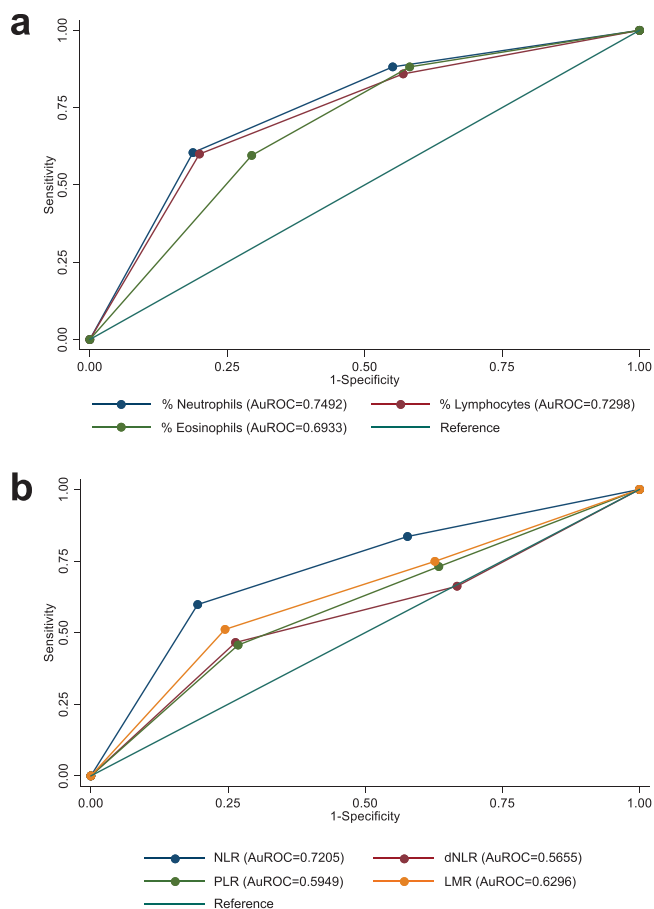 a
1.00
0.75
0.50
0.25
0.00
Sensitivity
0.00 0.25 0.50 0.75 1.00
1-Specificity
% Neutrophils (AuROC=0.7492) % Lymphocytes (AuROC=0.7298)
% Eosinophils (AuROC=0.6933) Reference
b
1.00
0.75
0.50
0.25
0.00
Sensitivity
0.00 0.25 0.50 0.75 1.00
1-Specificity
NLR (AuROC=0.7205) dNLR (AuROC=0.5655)
PLR (AuROC=0.5949) LMR (AuROC=0.6296)
Reference